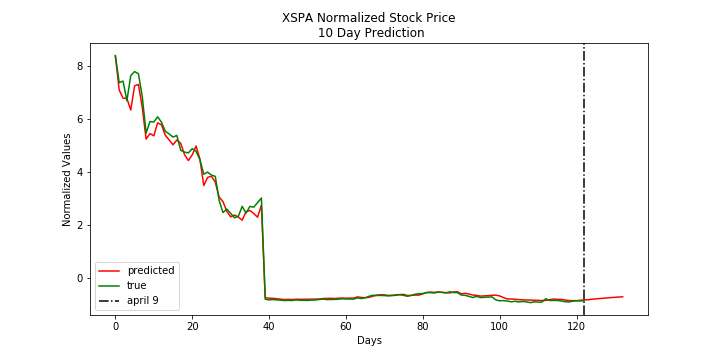 XSPA Normalized Stock Price
10 Day Prediction
Normalized Values
8
6
4
2
0
predicted
true
april 9
0 20 40 60 80 100 120
Days